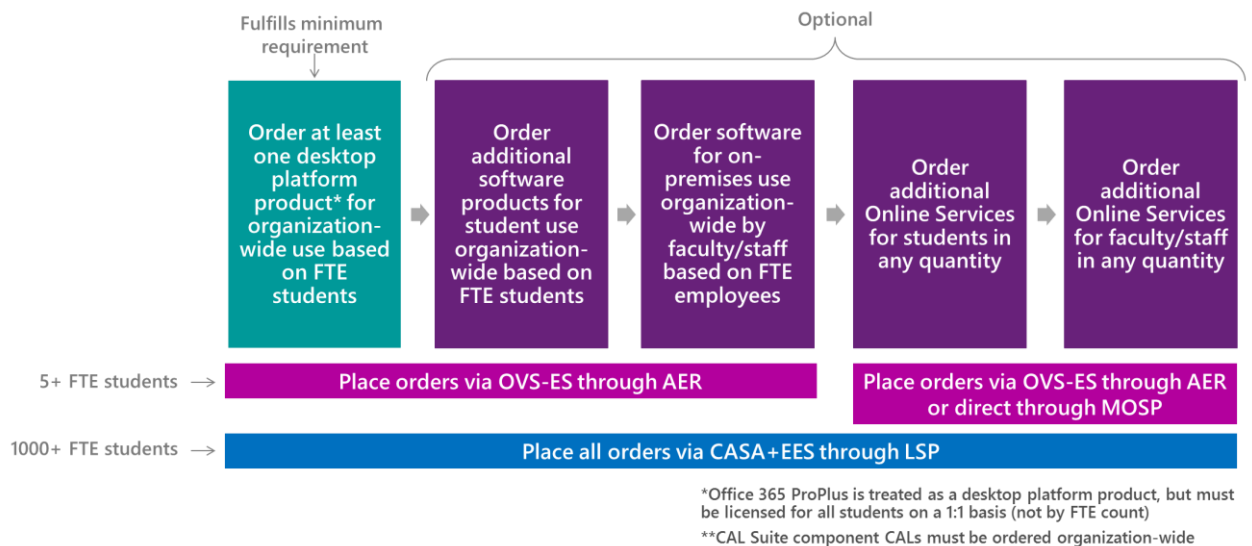 Fulfills minimum
requirement
Optional
Order at least
one desktop
platform
product* for
organization-
wide use based
on FTE
students
Order
additional
software
products for
student use
organization-
wide based on
FTE students
Order software
for on-
premises use
organization-
wide by
faculty/staff
based on FTE
employees
Order
additional
Online Services
for students in
any quantity
Order
additional
Online Services
for faculty/staff
in any quantity
5+ FTE students
Place orders via OVS-ES through AER
Place orders via OVS-ES through AER
or direct through MOSP
1000+ FTE students
Place all orders via CASA+EES through LSP
*Office 365 ProPlus is treated as a desktop platform product, but must
be licensed for all students on a 1:1 basis (not by FTE count)
**CAL Suite component CALs must be ordered organization-wide